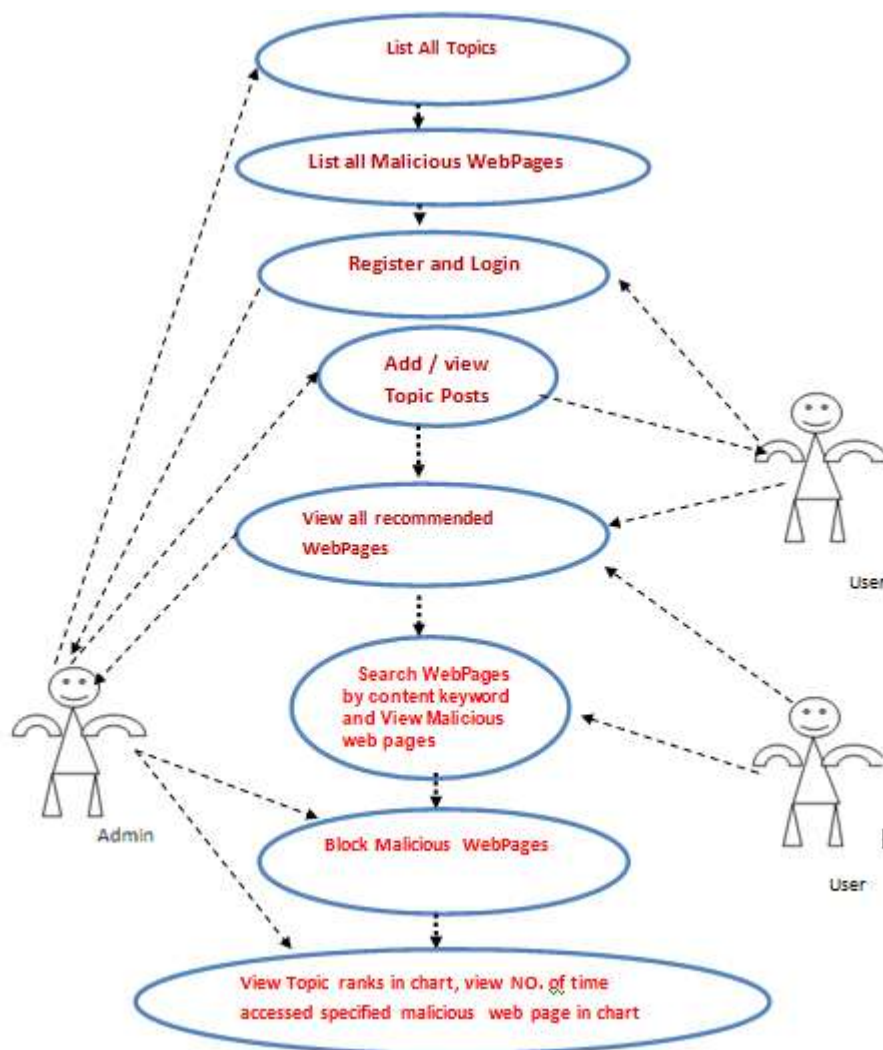 List All Topics
List all Malicious WebPages
Register and Login
Add / view
Topic Posts
View all recommended
WebPages
User
Search WebPages
by content keyword
and View Malicious
web pages
Admin
Block Malicious WebPages
User
View Topic ranks in chart, view NO. of time
accessed specified malicious web page in chart